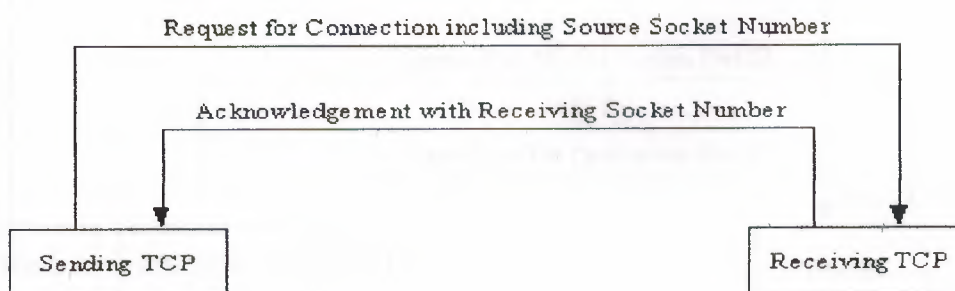 Request for Connection including Source Socket Number
Acknowledgement with Receiving Socket Number
Sending TCP
Receiving TCP